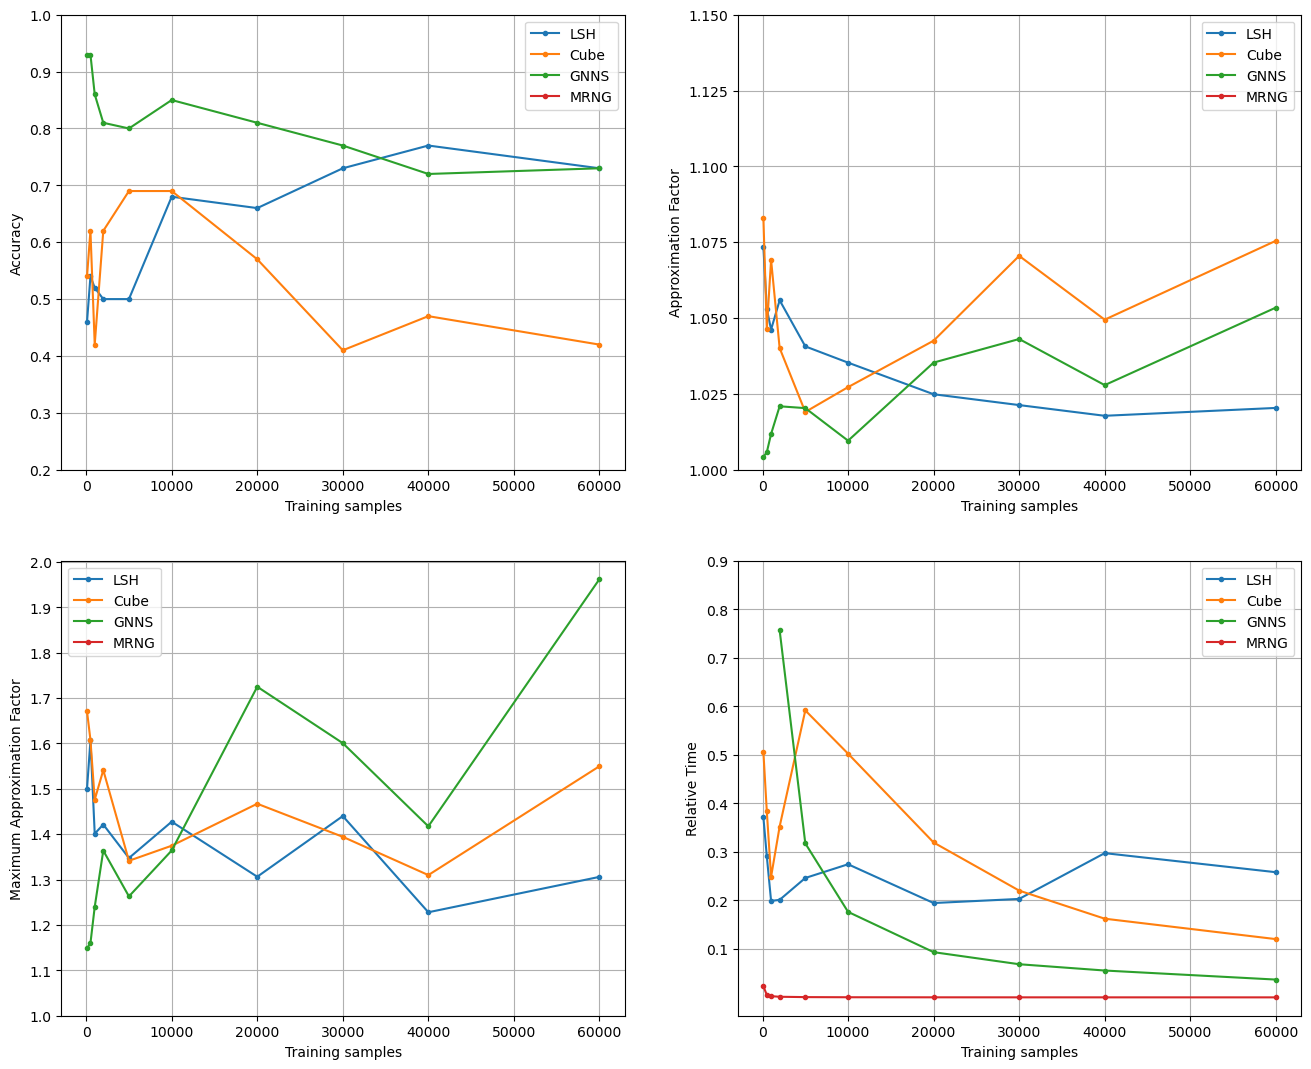 1.0
0.9
0.8
0.7
0.6
0.5
0.4
0.3
0.2
Accuracy
0 10000 20000 30000 40000 50000 60000
Training samples
LSH
Cube
GNNS
MRNG
1.150
1.125
1.100
1.075
1.050
1.025
1.000
Approximation Factor
0 10000 20000 30000 40000 50000 60000
Training samples
LSH
Cube
GNNS
MRNG
2.0
1.9
1.8
1.7
1.6
1.5
1.4
1.3
1.2
1.1
1.0
Maximum Approximation Factor
0 10000 20000 30000 40000 50000 60000
Training samples
LSH
Cube
GNNS
MRNG
0.9
0.8
0.7
0.6
0.5
0.4
0.3
0.2
0.1
Relative Time
0 10000 20000 30000 40000 50000 60000
Training samples
LSH
Cube
GNNS
MRNG